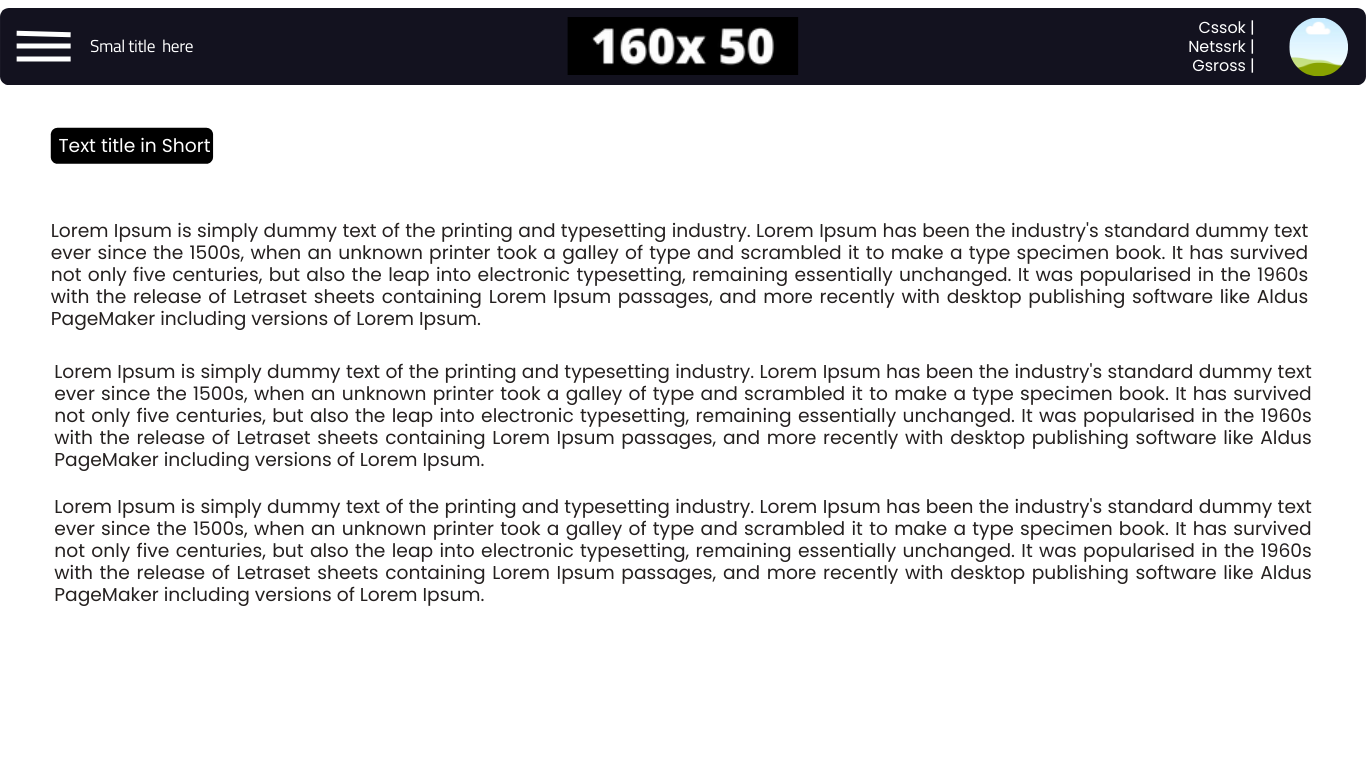 Smal title here
160x 50
Cssok |
Netssrk |
Gsross |
Text title in Short
Lorem Ipsum is simply dummy text of the printing and typesetting industry. Lorem Ipsum has been the industry's standard dummy text
ever since the 1500s, when an unknown printer took a galley of type and scrambled it to make a type specimen book. It has survived
not only five centuries, but also the leap into electronic typesetting, remaining essentially unchanged. It was popularised in the 1960s
with the release of Letraset sheets containing Lorem Ipsum passages, and more recently with desktop publishing software like Aldus
PageMaker including versions of Lorem Ipsum.
Lorem Ipsum is simply dummy text of the printing and typesetting industry. Lorem Ipsum has been the industry's standard dummy text
ever since the 1500s, when an unknown printer took a galley of type and scrambled it to make a type specimen book. It has survived
not only five centuries, but also the leap into electronic typesetting, remaining essentially unchanged. It was popularised in the 1960s
with the release of Letraset sheets containing Lorem Ipsum passages, and more recently with desktop publishing software like Aldus
PageMaker including versions of Lorem Ipsum.
Lorem Ipsum is simply dummy text of the printing and typesetting industry. Lorem Ipsum has been the industry's standard dummy text
ever since the 1500s, when an unknown printer took a galley of type and scrambled it to make a type specimen book. It has survived
not only five centuries, but also the leap into electronic typesetting, remaining essentially unchanged. It was popularised in the 1960s
with the release of Letraset sheets containing Lorem Ipsum passages, and more recently with desktop publishing software like Aldus
PageMaker including versions of Lorem Ipsum.